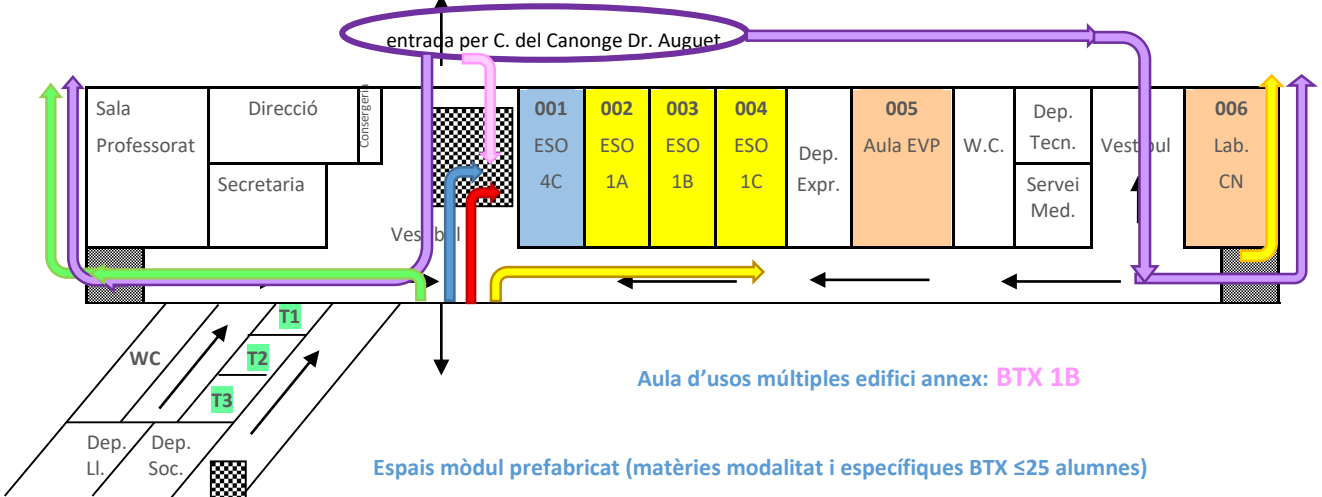 entrada per C. del Canonge Dr. Auguet
Sala
Professorat
Direcció
Consergeria
Secretaria
Vestíbul
001
ESO
4C
002
ESO
1A
003
ESO
1B
004
ESO
1C
Dep.
Expr.
005
Aula EVP
W.C.
Dep.
Tecn.
Servei
Med.
Vestíbul
006
Lab.
CN
T1
WC
T2
T3
Dep.
Ll.
Dep.
Soc.
Aula d’usos múltiples edifici annex: BTX 1B
Espais mòdul prefabricat (matèries modalitat i específiques BTX ≤25 alumnes)